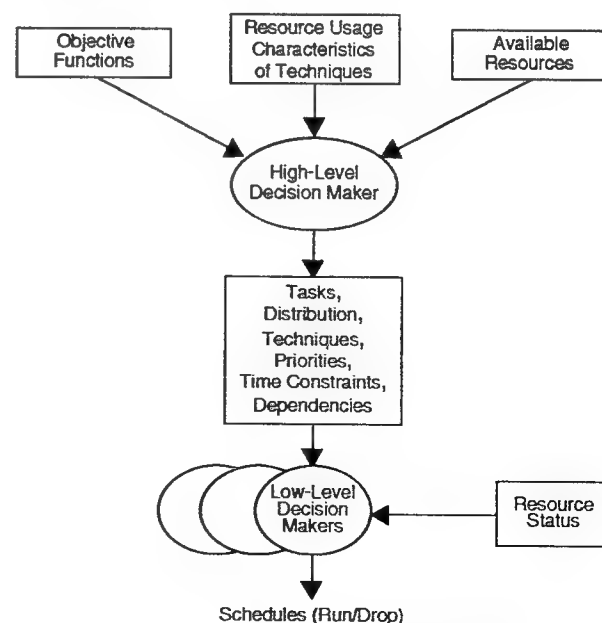 Objective
Functions
Resource Usage
Characteristics
of Techniques
Available
Resources
High-Level
Decision Maker
Tasks,
Distribution,
Techniques,
Priorities,
Time Constraints,
Dependencies
Low-Level
Decision
Makers
Resource
Status
Schedules (Run/Drop)